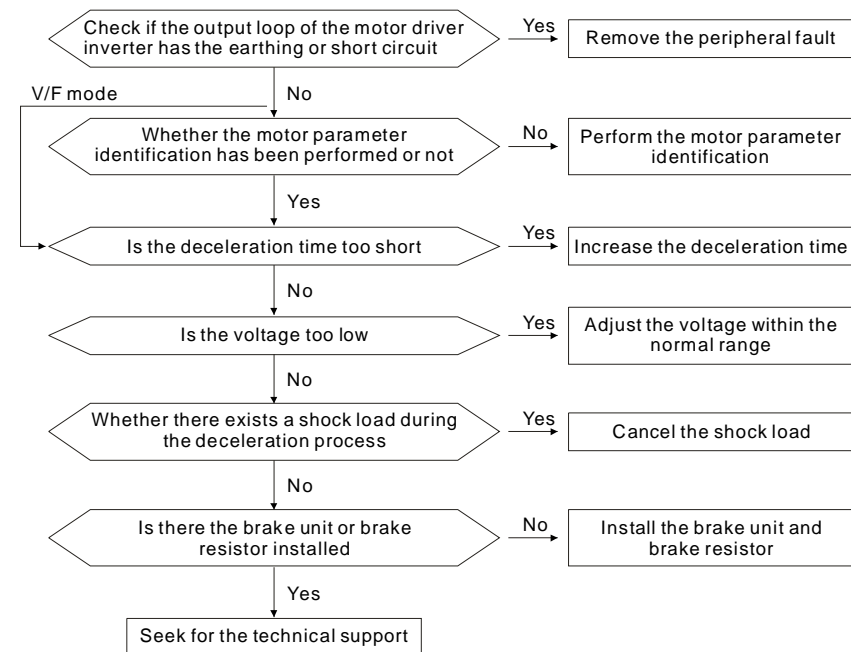 Check if the output loop of the motor driver
inverter has the earthing or short circuit
Yes
Remove the peripheral fault
No
V/F mode
Whether the motor parameter
identification has been performed or not
No
Perform the motor parameter
identification
Yes
Is the deceleration time too short
Yes
Increase the deceleration time
No
Is the voltage too low
Yes
Adjust the voltage within the
normal range
No
Whether there exists a shock load during
the deceleration process
Yes
Cancel the shock load
No
Is there the brake unit or brake
resistor installed
No
Install the brake unit and
brake resistor
Yes
Seek for the technical support